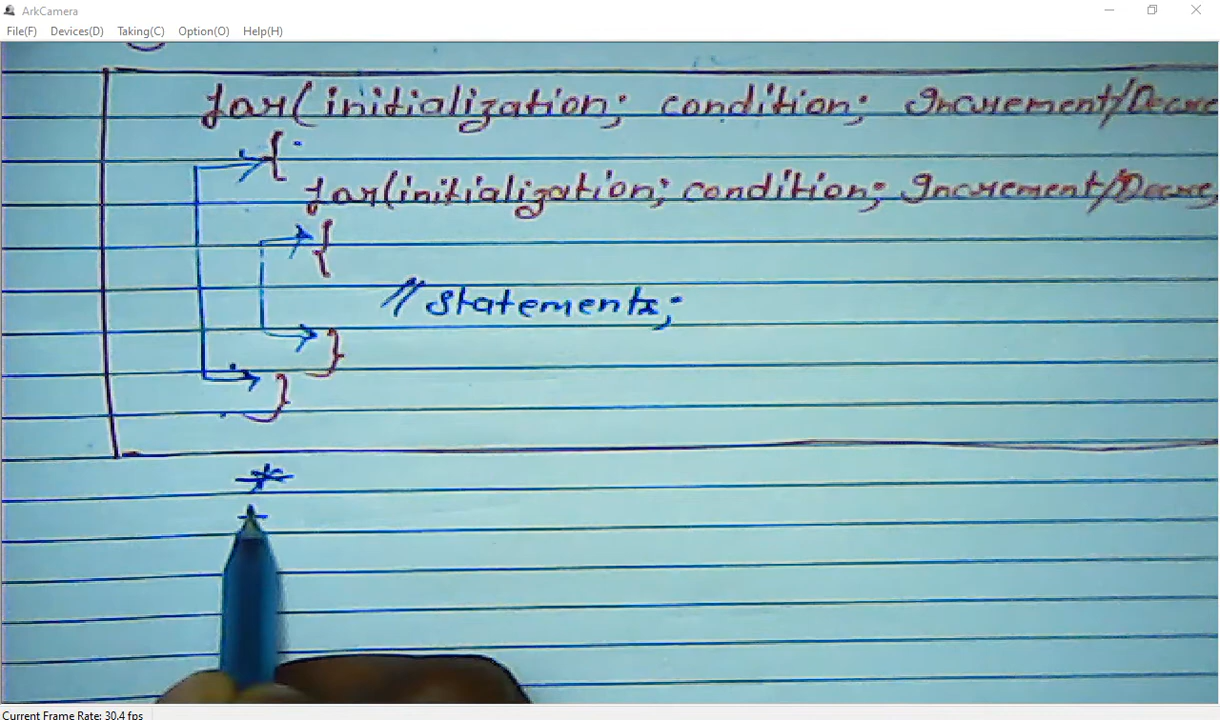 ArkCamera
File(F) Devices(D) Taking(C) Option(O) Help(H)
for(initialization; condition; Increment/Decre
{
for(initialization; condition; Increment/Decre
{
// Statements;
}
}
*
*
Current Frame Rate: 30.4 fps